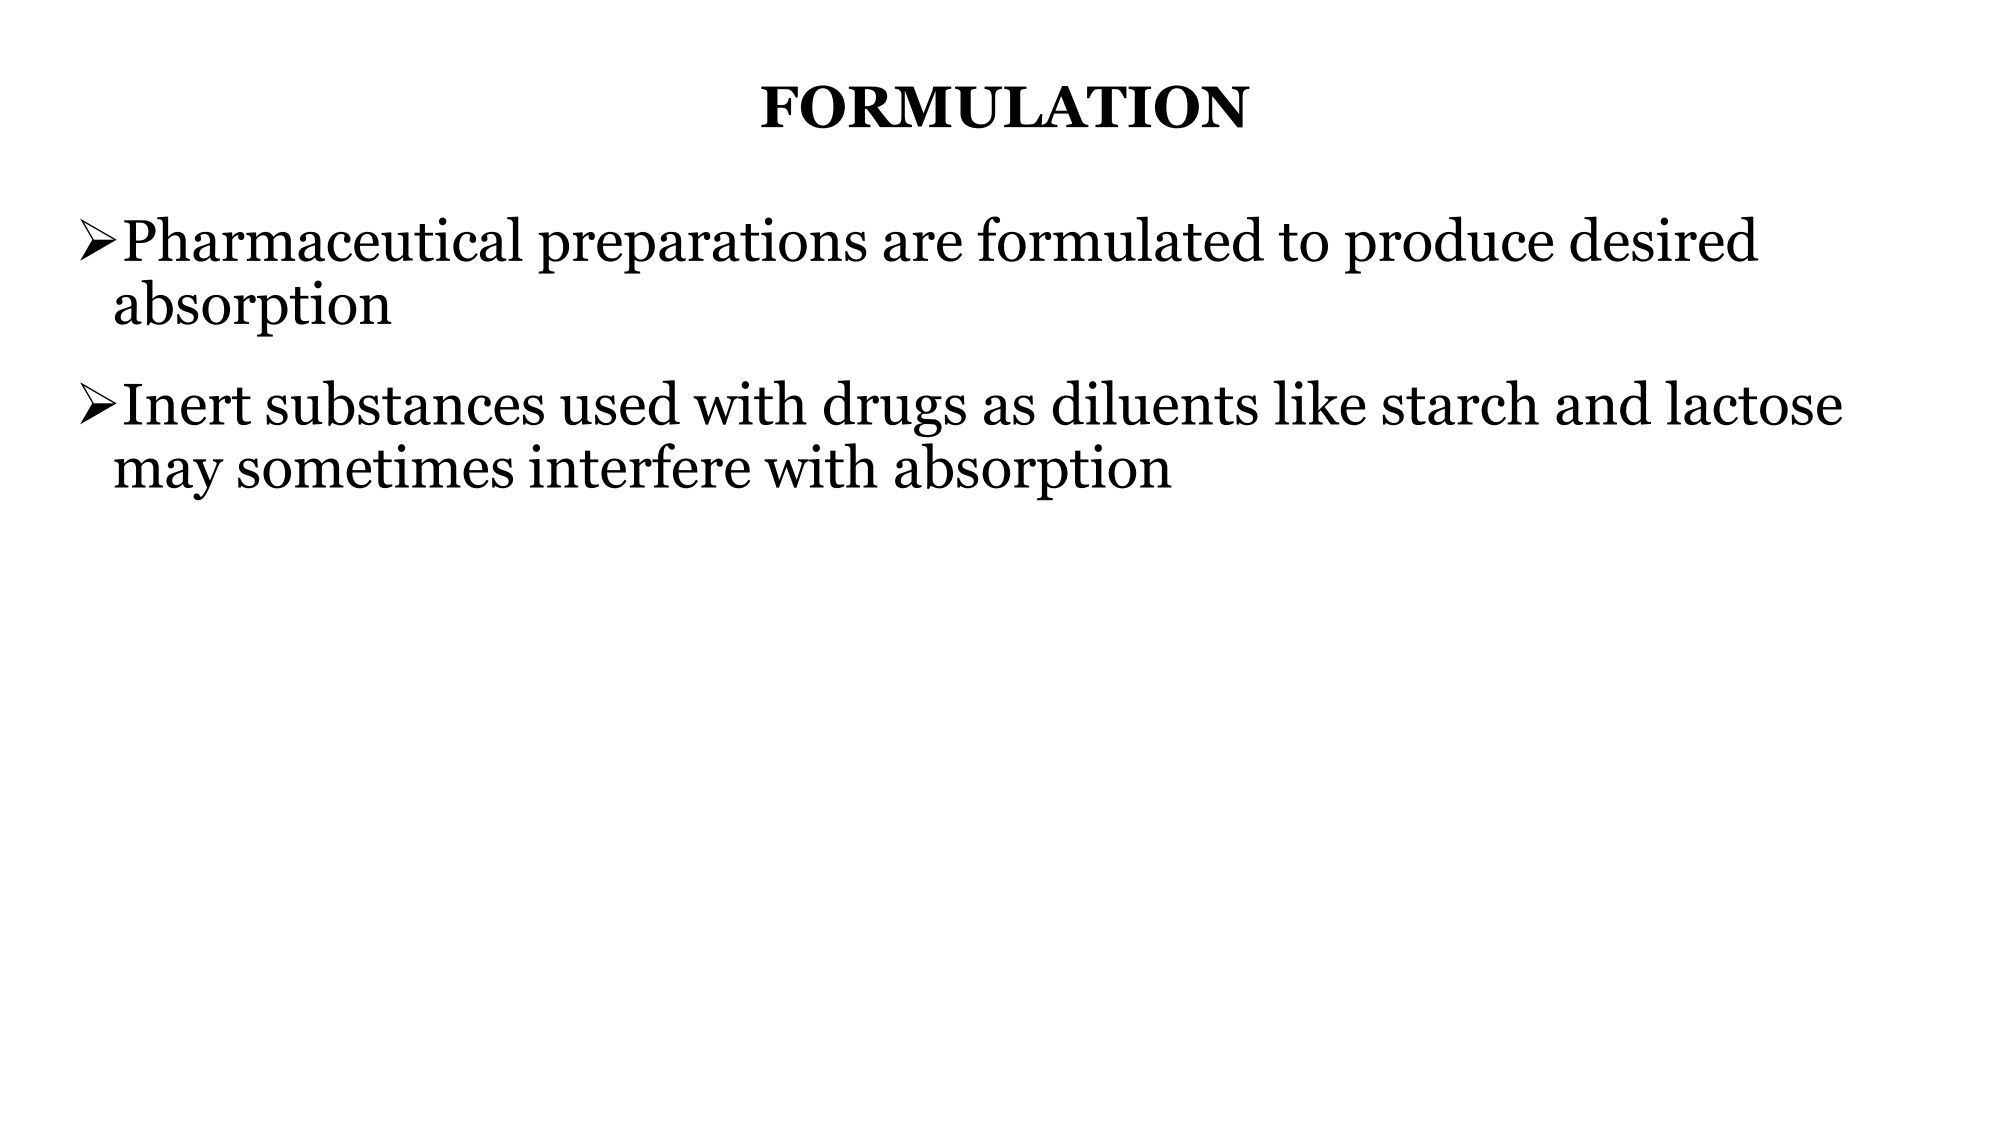 FORMULATION
➢Pharmaceutical preparations are formulated to produce desired
absorption
➢Inert substances used with drugs as diluents like starch and lactose
may sometimes interfere with absorption